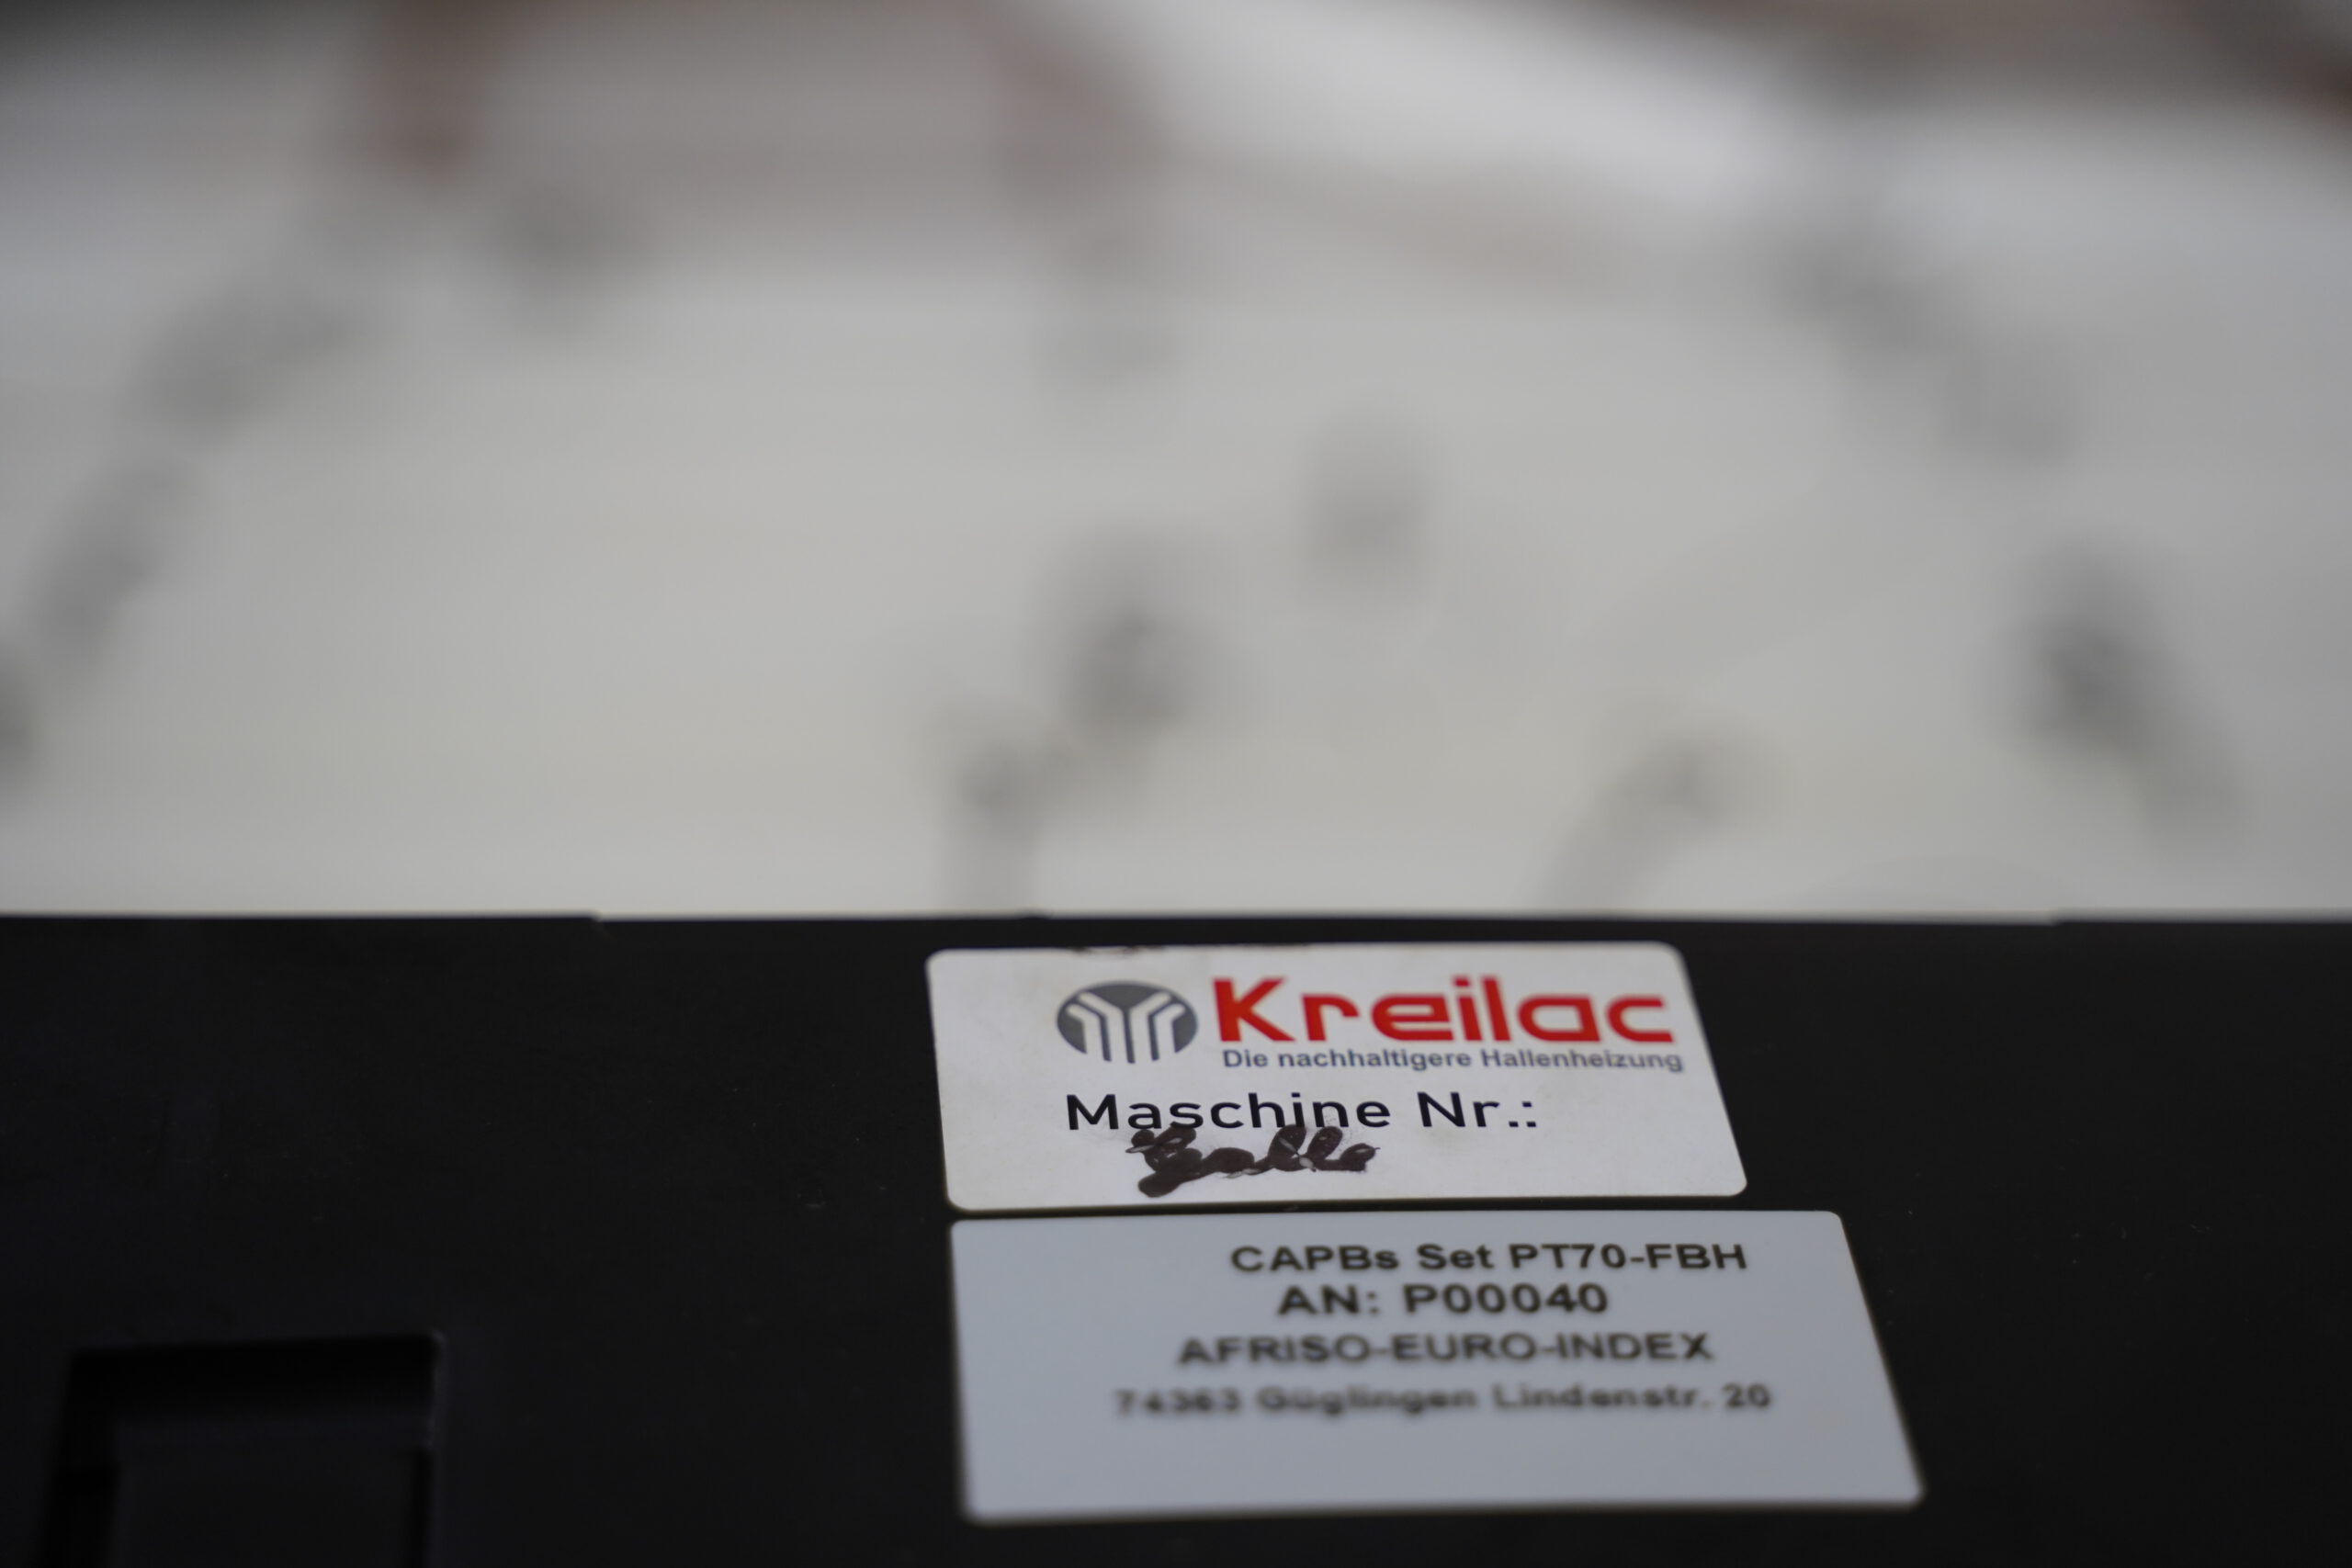 Kreilac
Die nachhaltigere Hallenheizung
Maschine Nr.:
CAPBs Set PT70-FBH
AN: P00040
AFRISO-EURO-INDEX
74363 Güglingen Lindenstr. 20